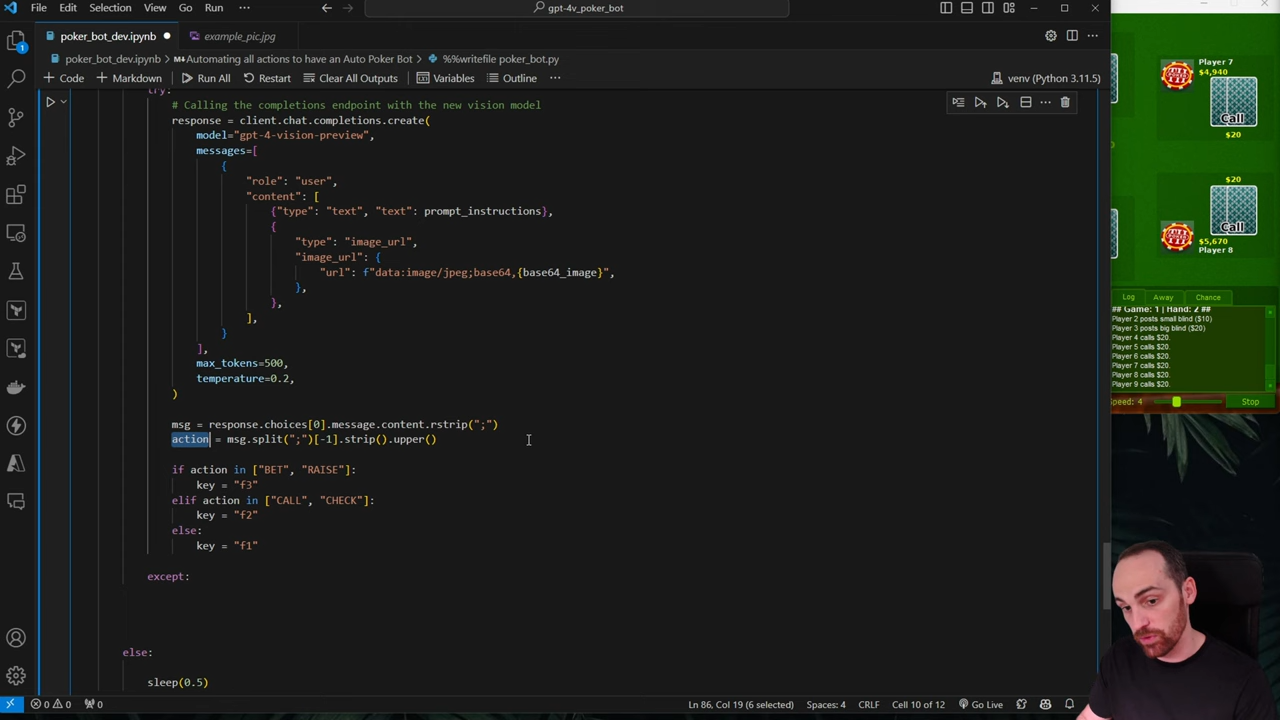 File Edit Selection View Go Run ··· gpt-4v_poker_bot
poker_bot_dev.ipynb ● example_pic.jpg
poker_bot_dev.ipynb > Automating all actions to have an Auto Poker Bot > %%writefile poker_bot.py
+ Code + Markdown Run All Restart Clear All Outputs Variables Outline ··· venv (Python 3.11.5)
try:
# Calling the completions endpoint with the new vision model
response = client.chat.completions.create(
model="gpt-4-vision-preview",
messages=[
{
"role": "user",
"content": [
{"type": "text", "text": prompt_instructions},
{
"type": "image_url",
"image_url": {
"url": f"data:image/jpeg;base64,{base64_image}",
},
},
],
}
],
max_tokens=500,
temperature=0.2,
)
msg = response.choices[0].message.content.rstrip(";")
action = msg.split(";")[-1].strip().upper()
if action in ["BET", "RAISE"]:
key = "f3"
elif action in ["CALL", "CHECK"]:
key = "f2"
else:
key = "f1"
except:
else:
sleep(0.5)
1
0 0 0 Ln 86, Col 19 (6 selected) Spaces: 4 CRLF Cell 10 of 12 Go Live
Player 7
$4,940
Call
$20
$20
Call
$5,670
Player 8
Log Away Chance
## Game: 1 | Hand: 2 ##
Player 2 posts small blind ($10)
Player 3 posts big blind ($20)
Player 4 calls $20.
Player 5 calls $20.
Player 6 calls $20.
Player 7 calls $20.
Player 8 calls $20.
Player 9 calls $20.
Speed: 4 Stop